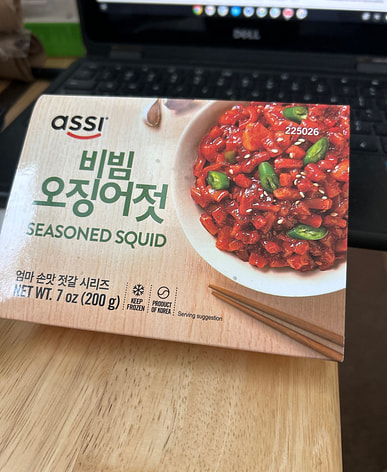 DELL
assi
225026
비빔
오징어젓
SEASONED SQUID
엄마 손맛 젓갈 시리즈
NET WT. 7 oz (200 g)
KEEP
FROZEN
PRODUCT
OF KOREA
Serving suggestion